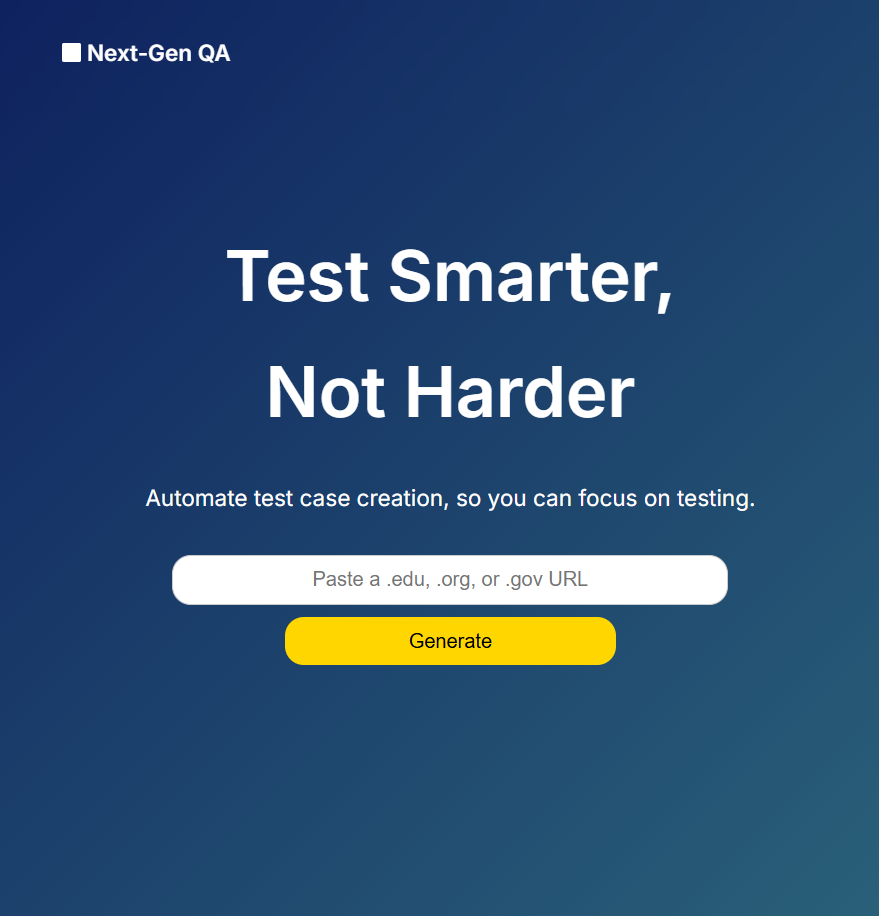 Next-Gen QA
Test Smarter,
Not Harder
Automate test case creation, so you can focus on testing.
Paste a .edu, .org, or .gov URL
Generate